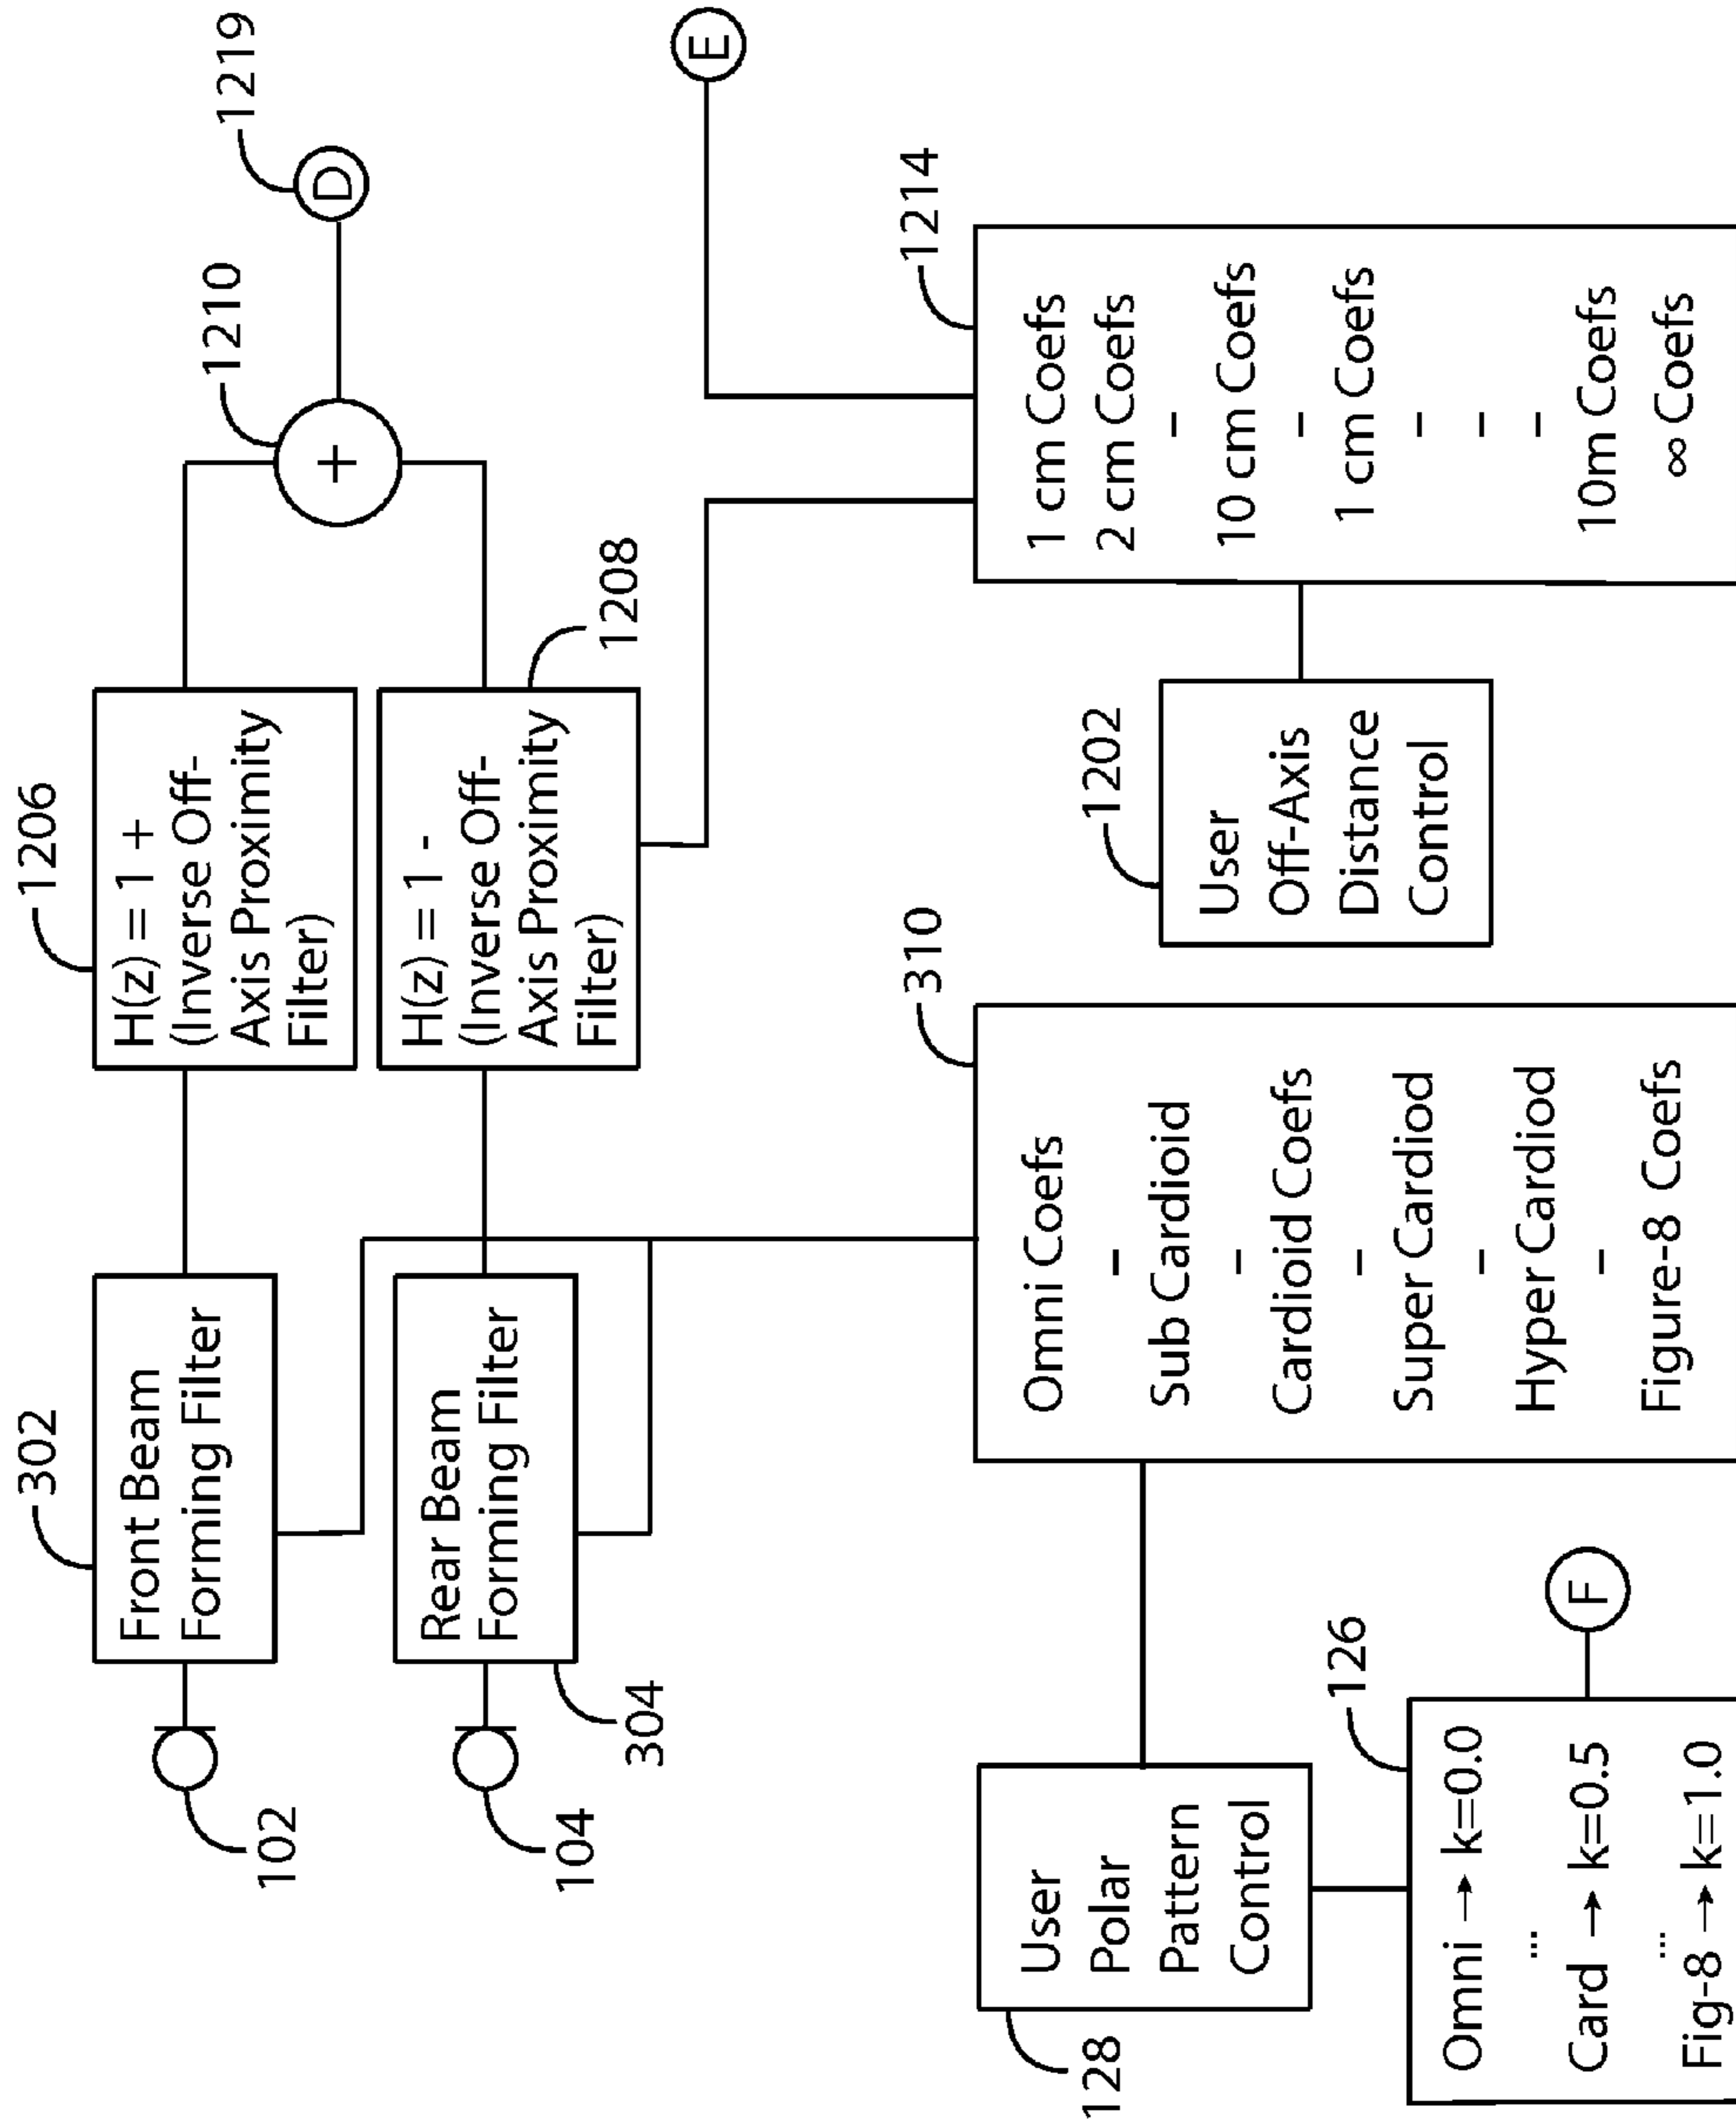 302
Front Beam
Forming Filter
102
1206
H(z) = 1 +
(Inverse Off-
Axis Proximity
Filter)
1210
+
1219
D
Rear Beam
Forming Filter
304
104
H(z) = 1 -
(Inverse Off-
Axis Proximity
Filter)
1208
E
128
User
Polar
Pattern
Control
310
Omni Coefs
–
Sub Cardioid
–
Cardioid Coefs
–
Super Cardiod
–
Hyper Cardiod
–
Figure-8 Coefs
1202
User
Off-Axis
Distance
Control
1214
1 cm Coefs
2 cm Coefs
–
10 cm Coefs
–
1 cm Coefs
–
–
–
10m Coefs
∞ Coefs
126
Omni → k=0.0
...
Card → k=0.5
...
Fig-8 → k=1.0
F